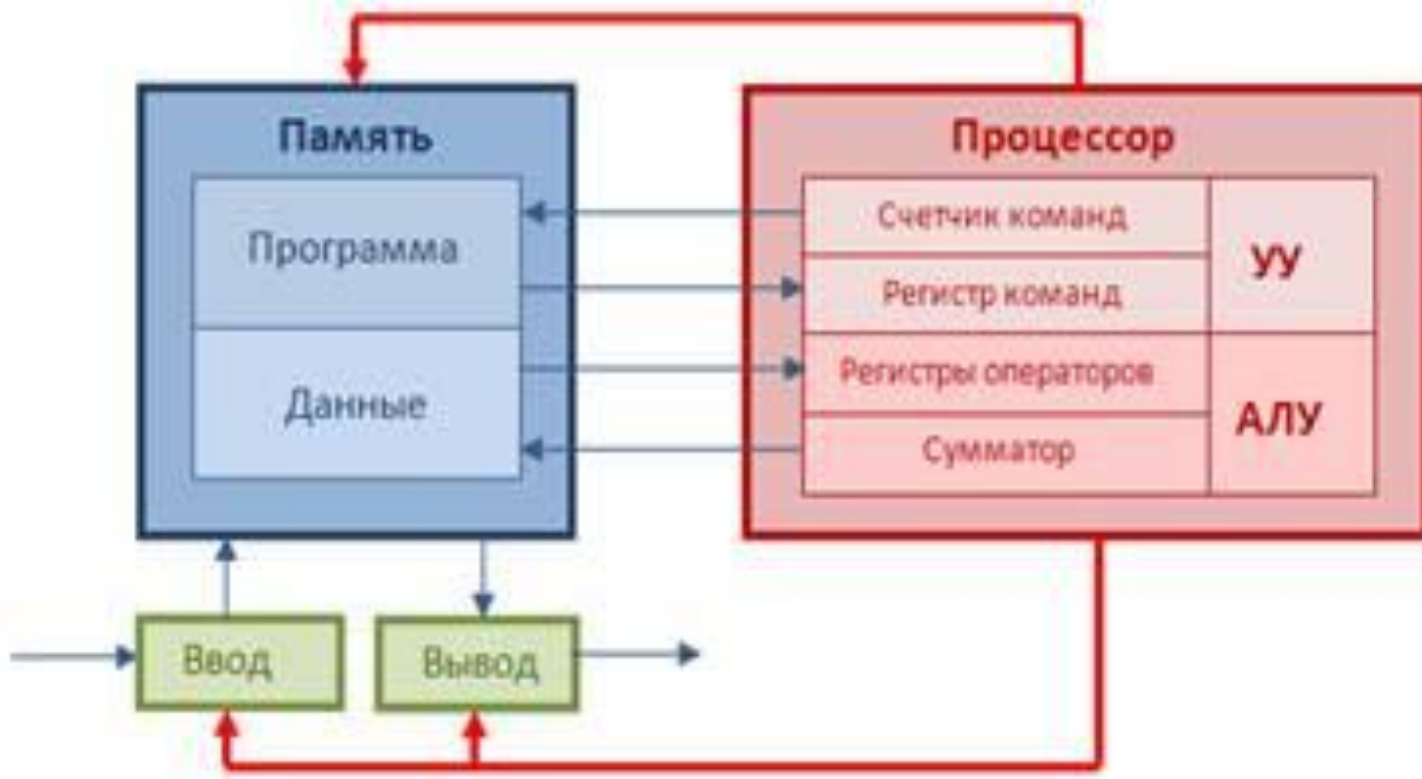 Память
Программа
Данные
Процессор
Счетчик команд
Регистр команд
УУ
Регистры операторов
Сумматор
АЛУ
Ввод
Вывод